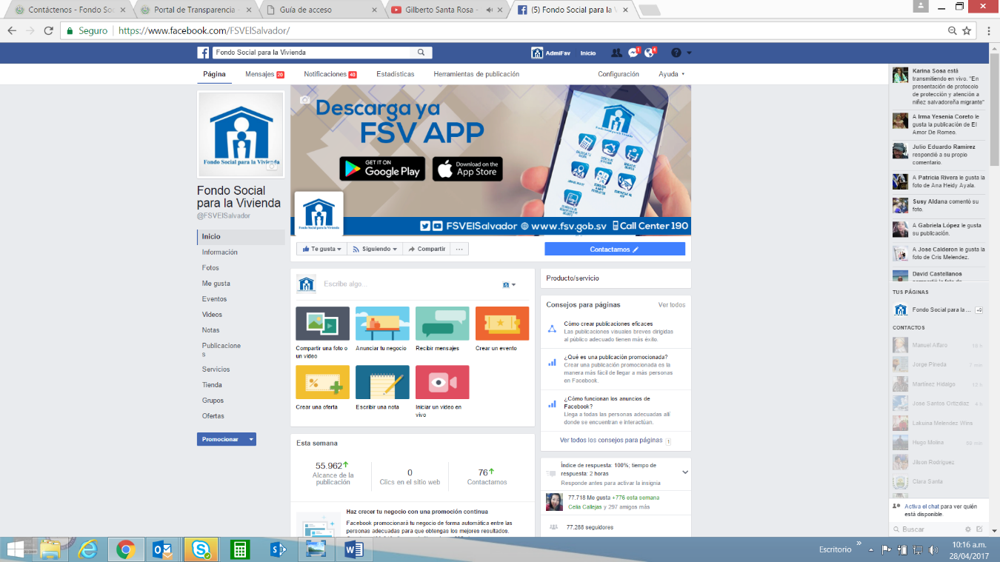 Contáctenos - Fondo Soc
Portal de Transparencia -
Guía de acceso
Gilberto Santa Rosa -
(5) Fondo Social para la V
Seguro
https://www.facebook.com/FSVElSalvador/
Fondo Social para la Vivienda
AdmiFsv
Inicio
1
4
Página
Mensajes 20
Notificaciones 40
Estadísticas
Herramientas de publicación
Configuración
Ayuda
Fondo Social para la Vivienda
Fondo Social
para la Vivienda
@FSVElSalvador
Inicio
Información
Fotos
Me gusta
Eventos
Videos
Notas
Publicacione
s
Servicios
Tienda
Grupos
Ofertas
Promocionar
Descarga ya
FSV APP
GET IT ON
Google Play
Download on the
App Store
FSVElSalvador
www.fsv.gob.sv
Call Center 190
Te gusta
Siguiendo
Compartir
...
Contactarnos
Escribe algo...
Compartir una foto o
un video
Anunciar tu negocio
Recibir mensajes
Crear un evento
Crear una oferta
Escribir una nota
Iniciar un video en
vivo
Esta semana
55.962
Alcance de la
publicación
0
Clics en el sitio web
76
Contactarnos
Haz crecer tu negocio con una promoción continua
Facebook promocionará tu negocio de forma automática entre las
personas adecuadas para que obtengas los mejores resultados.
Producto/servicio
Consejos para páginas
Ver todos
Cómo crear publicaciones eficaces
Las publicaciones visuales breves dirigidas
al público adecuado tienen más éxito.
¿Qué es una publicación promocionada?
Crear una publicación promocionada es la
manera más fácil de llegar a más personas
en Facebook.
¿Cómo funcionan los anuncios de
Facebook?
Llega a todas las personas adecuadas allí
donde se encuentran e interactúan.
Ver todos los consejos para páginas 1
Índice de respuesta: 100%; tiempo de
respuesta: 2 horas
Responde antes para activar la insignia
77.718 Me gusta +776 esta semana
Celia Callejas y 297 amigos más
77.288 seguidores
Karina Sosa está
transmitiendo en vivo. "En
presentación de protocolo
de protección y atención a
niñez salvadoreña migrante"
A Irma Yesenia Coreto le
gusta la publicación de El
Amor De Romeo.
Julio Eduardo Ramirez
respondió a su propio
comentario.
A Patricia Rivera le gusta la
foto de Ana Heidy Ayala.
Susy Aldana comentó su
foto.
A Gabriela López le gusta
su publicación.
A Jose Calderon le gusta la
foto de Cris Melendez.
David Castellanos
TUS PÁGINAS
Fondo Social para la ... +9
CONTACTOS
Manuel Alfaro
Jorge Pineda 7 min
Martínez Hidalgo 12 h
Jose Santos Ortizdíaz
Lakuina Melendez Wins
Hugo Molina
Jilson Rodriguez
Clara Santa
Activa el chat para ver quién
está disponible.
Buscar
Escritorio
10:16 a.m.
28/04/2017